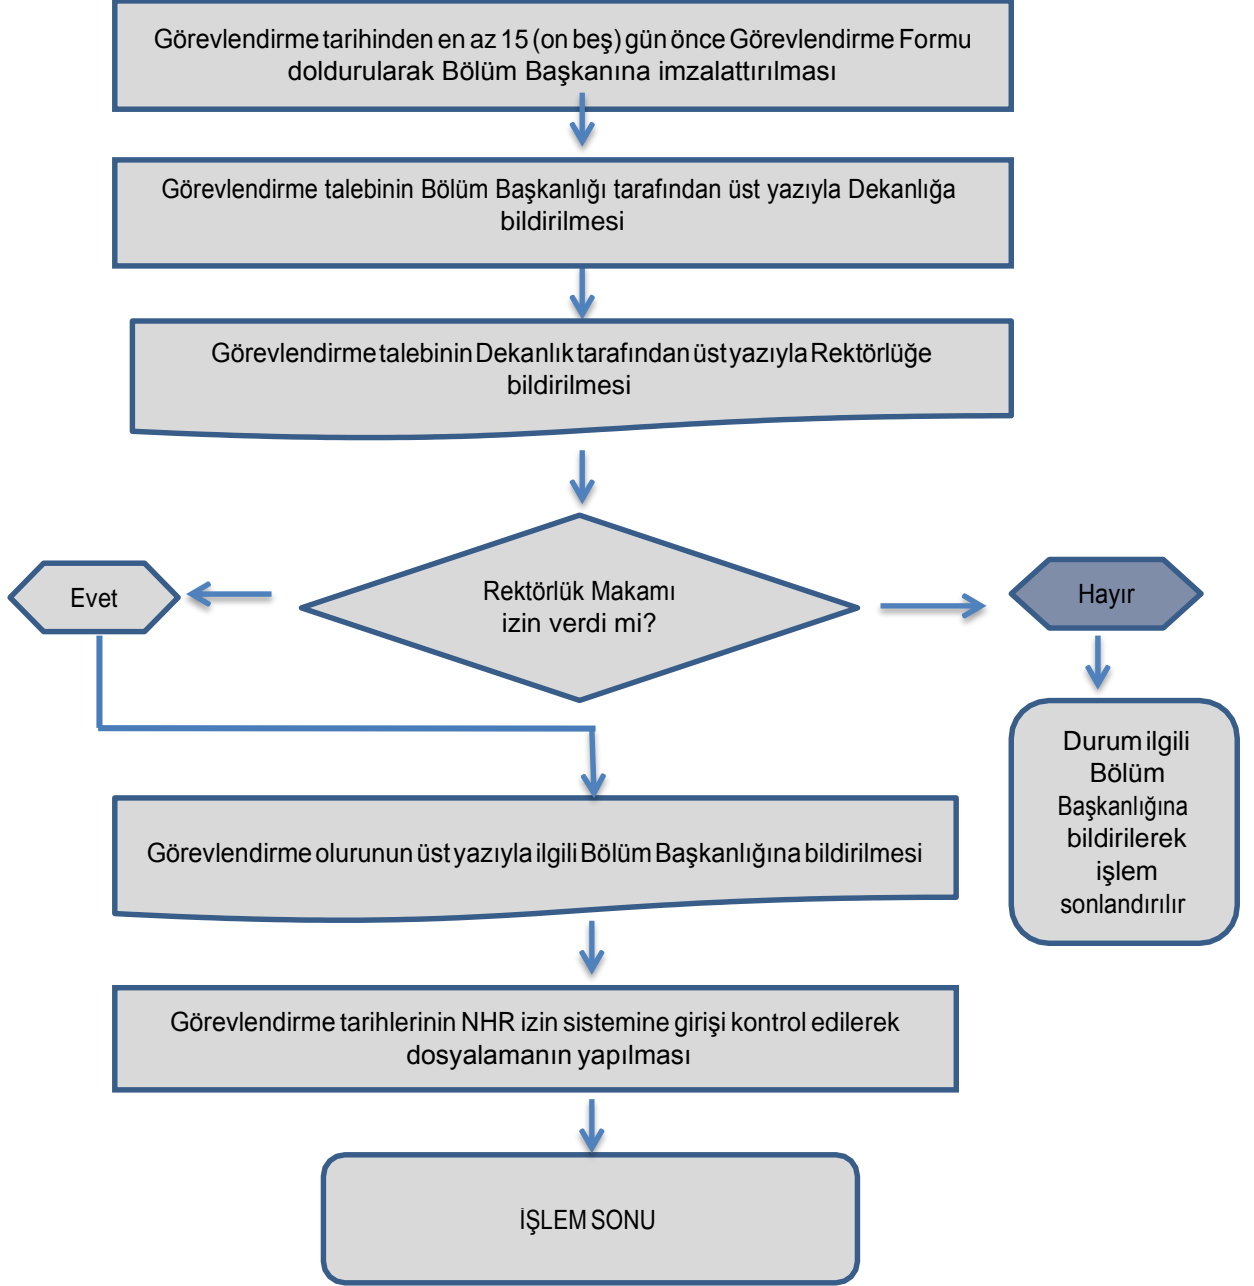 Görevlendirme tarihinden en az 15 (on beş) gün önce Görevlendirme Formu
doldurularak Bölüm Başkanına imzalattırılması
Görevlendirme talebinin Bölüm Başkanlığı tarafından üst yazıyla Dekanlığa
bildirilmesi
Görevlendirme talebinin Dekanlık tarafından üst yazıyla Rektörlüğe
bildirilmesi
Rektörlük Makamı
izin verdi mi?
Evet
Hayır
Durum ilgili
Bölüm
Başkanlığına
bildirilerek
işlem
sonlandırılır
Görevlendirme olurunun üst yazıyla ilgili Bölüm Başkanlığına bildirilmesi
Görevlendirme tarihlerinin NHR izin sistemine girişi kontrol edilerek
dosyalamanın yapılması
İŞLEM SONU